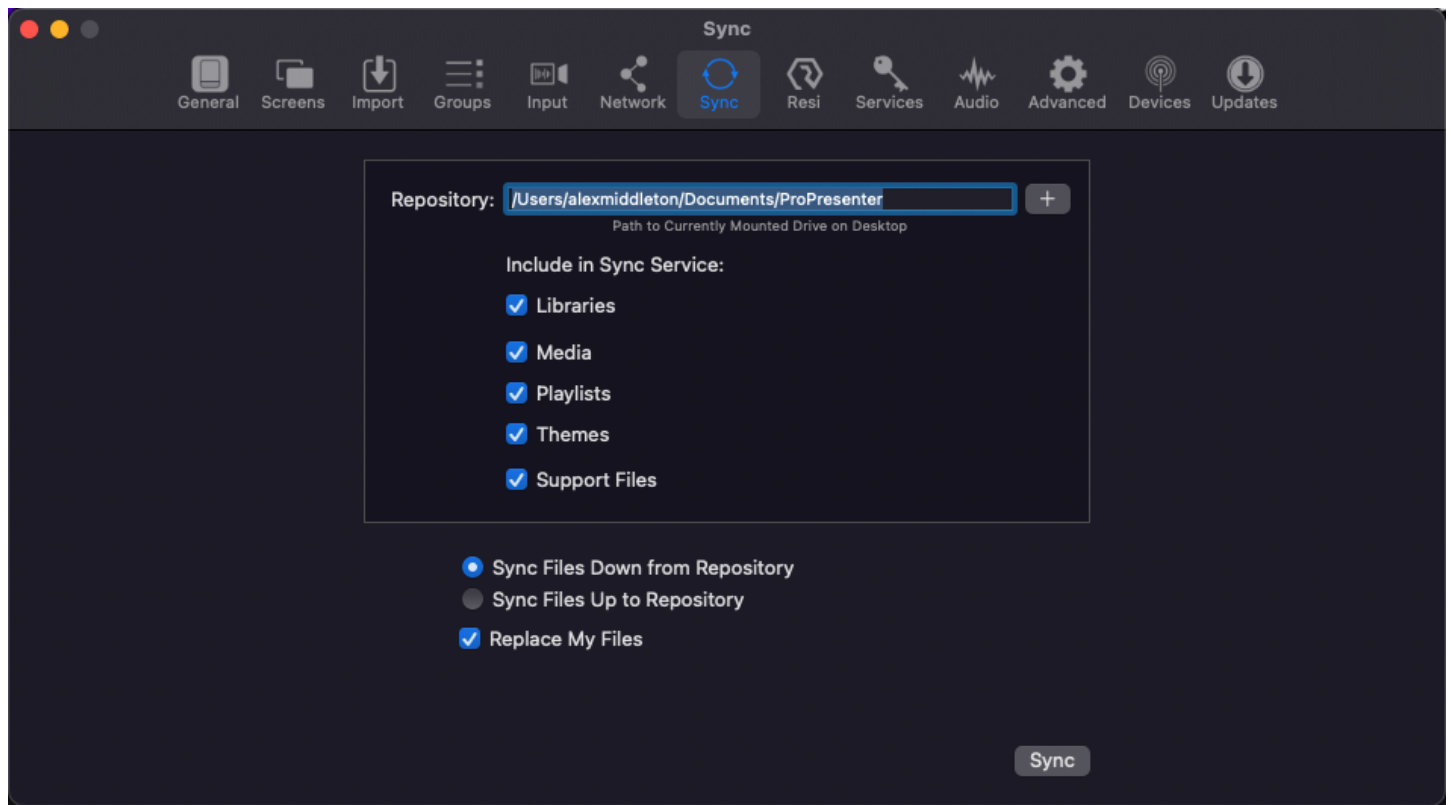 Sync
General Screens Import Groups Input Network Sync Resi Services Audio Advanced Devices Updates
Repository: /Users/alexmiddleton/Documents/ProPresenter +
Path to Currently Mounted Drive on Desktop
Include in Sync Service:
Libraries
Media
Playlists
Themes
Support Files
Sync Files Down from Repository
Sync Files Up to Repository
Replace My Files
Sync